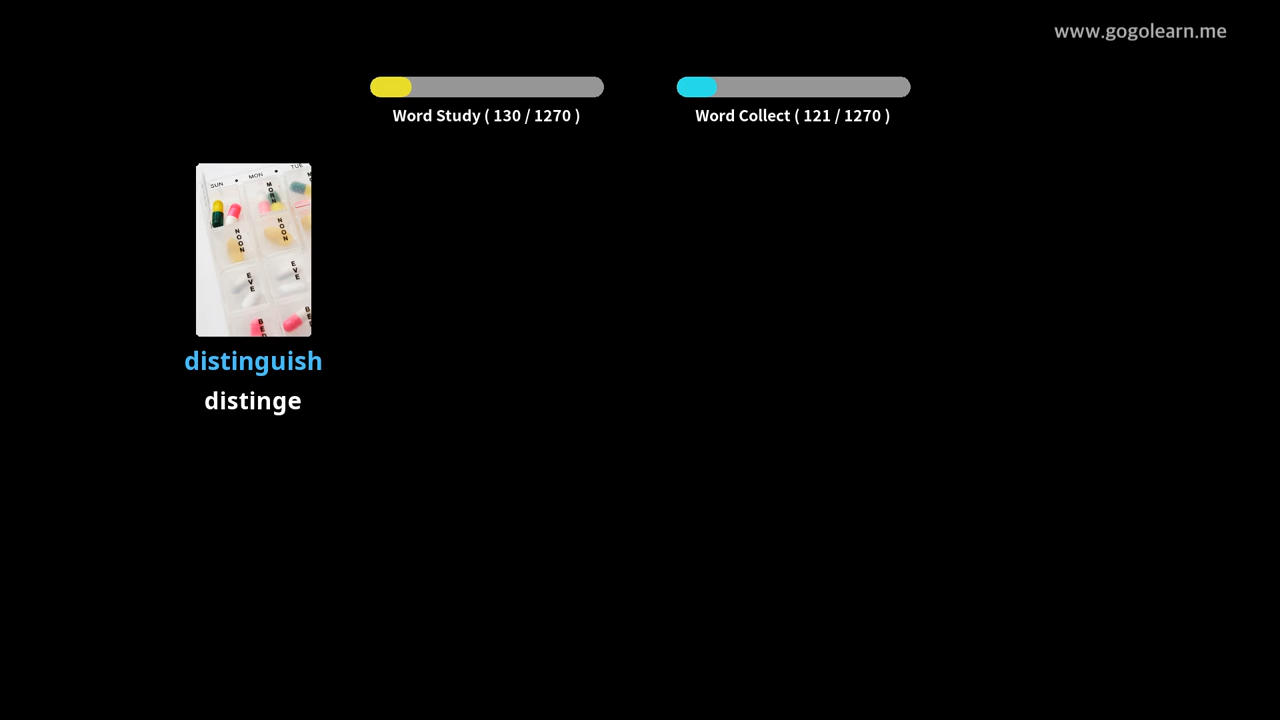 www.gogolearn.me
Word Study ( 130 / 1270 )
Word Collect ( 121 / 1270 )
SUN
MON
TUE
MORN
NOON
NOON
EVE
EVE
distinguish
distinge